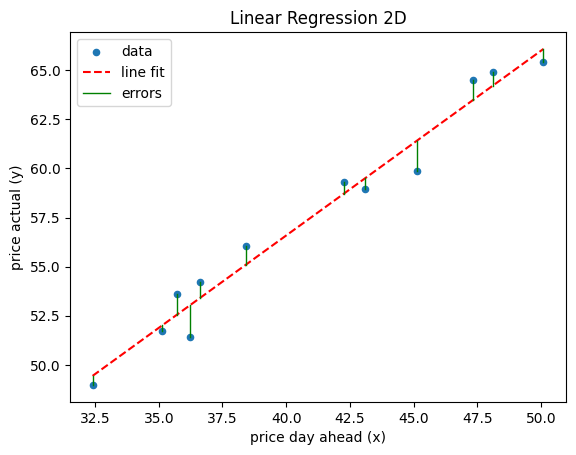 Linear Regression 2D
data
line fit
errors
65.0
62.5
60.0
57.5
55.0
52.5
50.0
price actual (y)
32.5 35.0 37.5 40.0 42.5 45.0 47.5 50.0
price day ahead (x)